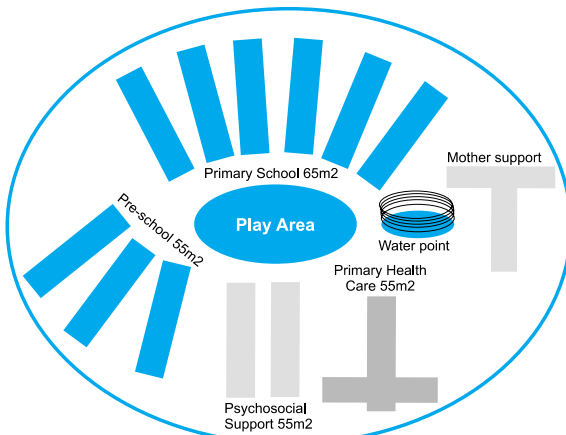 Primary School 65m2
Mother support
Pre-school 55m2
Play Area
Water point
Primary Health
Care 55m2
Psychosocial
Support 55m2